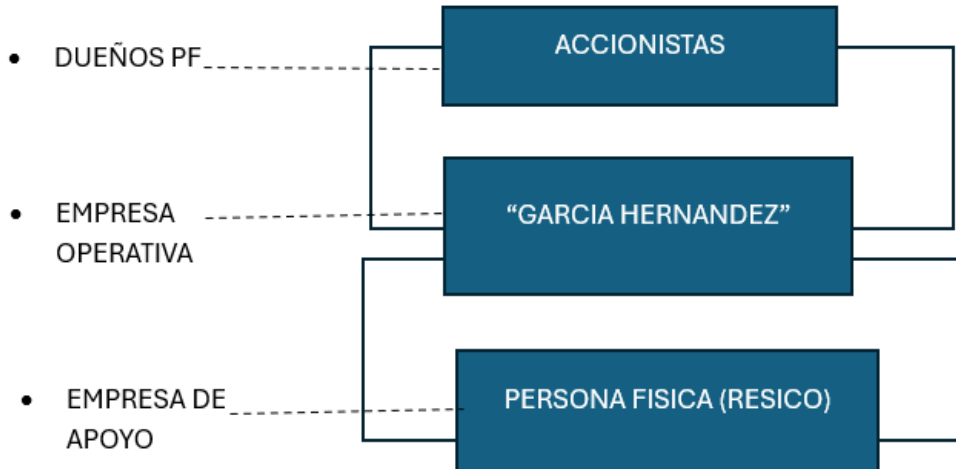 • DUEÑOS PF
ACCIONISTAS
• EMPRESA
OPERATIVA
“GARCIA HERNANDEZ”
• EMPRESA DE
APOYO
PERSONA FISICA (RESICO)